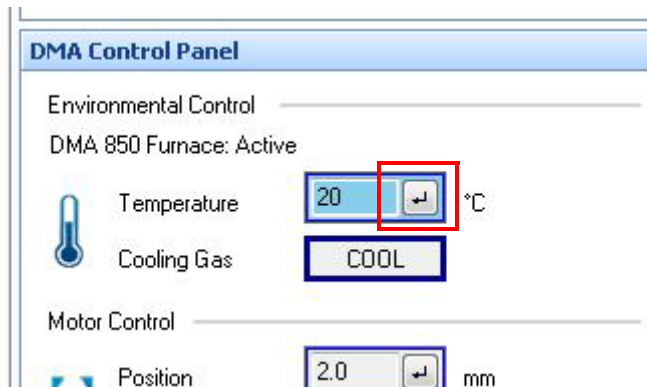 DMA Control Panel
Environmental Control
DMA 850 Furnace: Active
Temperature 20 °C
Cooling Gas COOL
Motor Control
Position 2.0 mm